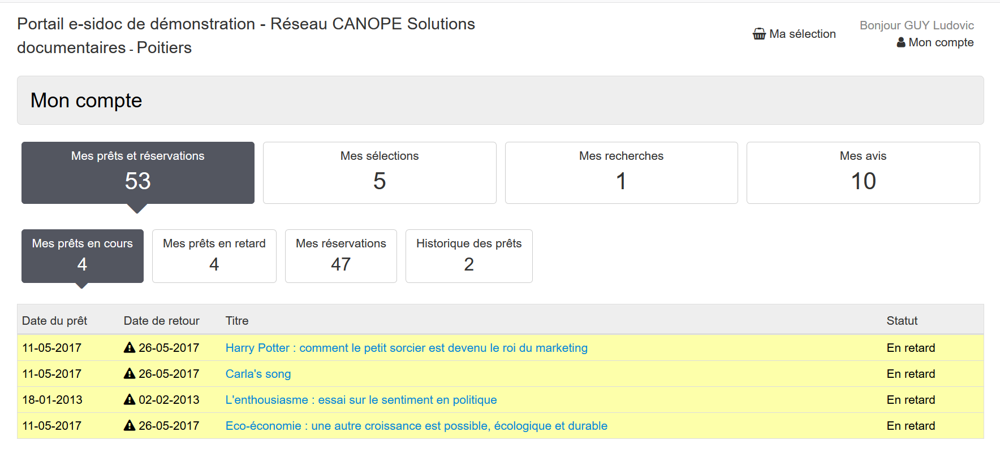 Portail e-sidoc de démonstration - Réseau CANOPE Solutions
documentaires - Poitiers
Ma sélection
Bonjour GUY Ludovic
Mon compte
Mon compte
Mes prêts et réservations
53
Mes sélections
5
Mes recherches
1
Mes avis
10
Mes prêts en cours
4
Mes prêts en retard
4
Mes réservations
47
Historique des prêts
2
Date du prêt Date de retour Titre Statut
11-05-2017 26-05-2017 Harry Potter : comment le petit sorcier est devenu le roi du marketing En retard
11-05-2017 26-05-2017 Carla's song En retard
18-01-2013 02-02-2013 L'enthousiasme : essai sur le sentiment en politique En retard
11-05-2017 26-05-2017 Eco-économie : une autre croissance est possible, écologique et durable En retard